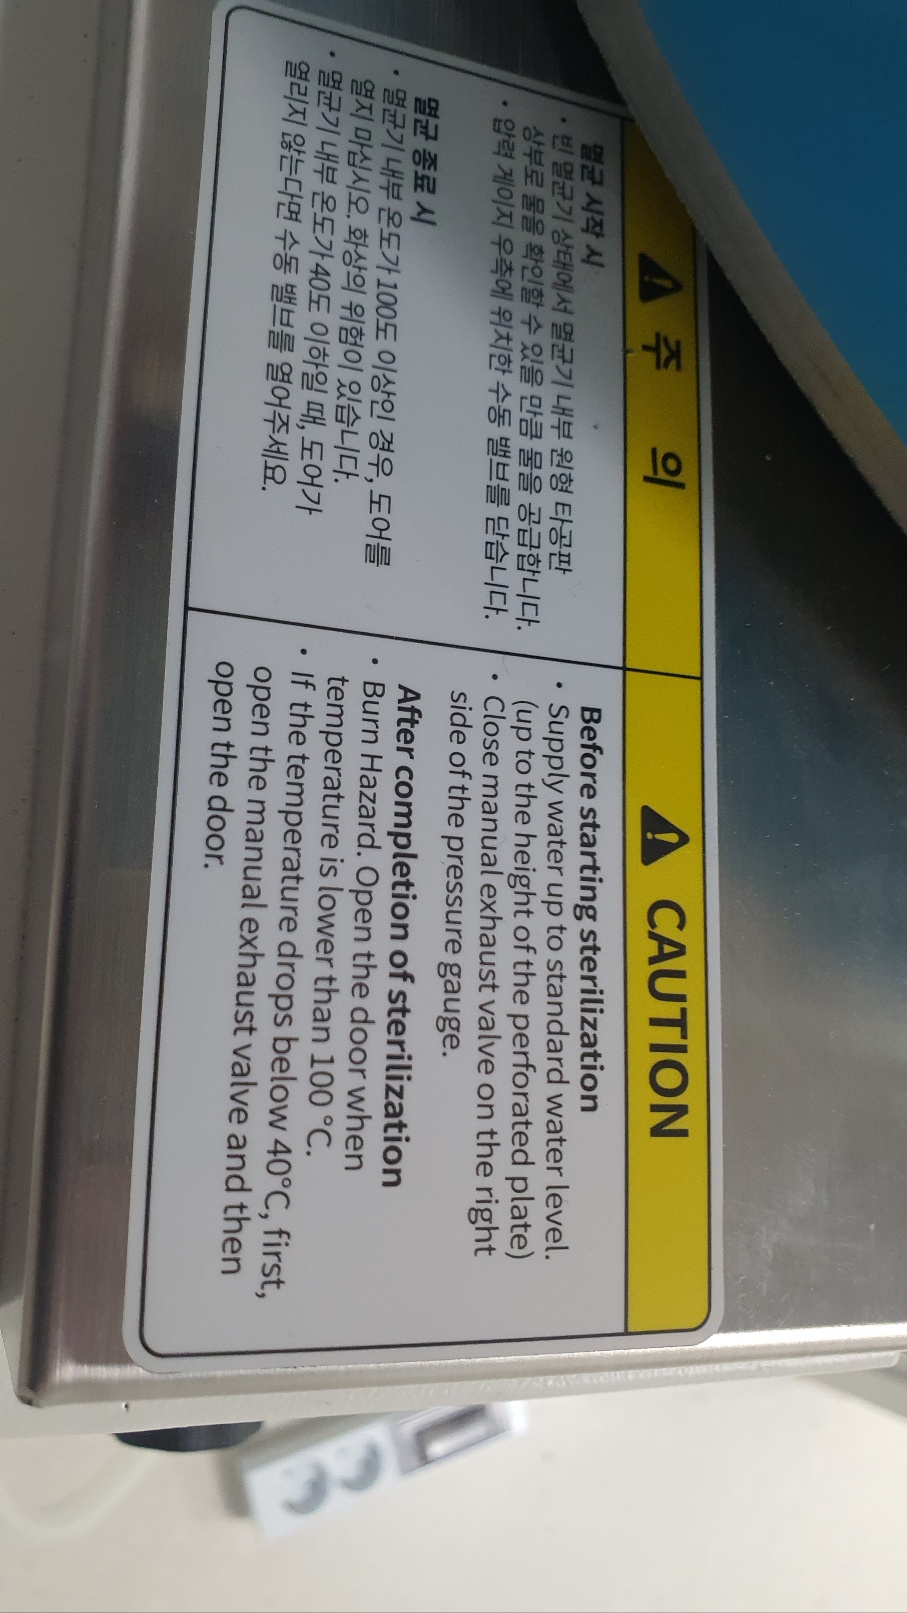 주 의
멸균 시작 시
• 빈 멸균기 상태에서 멸균기 내부 원형 타공판
상부로 물을 확인할 수 있을 만큼 물을 공급합니다.
• 압력 게이지 우측에 위치한 수동 밸브를 닫습니다.
멸균 종료 시
• 멸균기 내부 온도가 100도 이상인 경우, 도어를
열지 마십시오. 화상의 위험이 있습니다.
• 멸균기 내부 온도가 40도 이하일 때, 도어가
열리지 않는다면 수동 밸브를 열어주세요.
CAUTION
Before starting sterilization
• Supply water up to standard water level.
(up to the height of the perforated plate)
• Close manual exhaust valve on the right
side of the pressure gauge.
After completion of sterilization
• Burn Hazard. Open the door when
temperature is lower than 100 °C.
• If the temperature drops below 40°C, first,
open the manual exhaust valve and then
open the door.